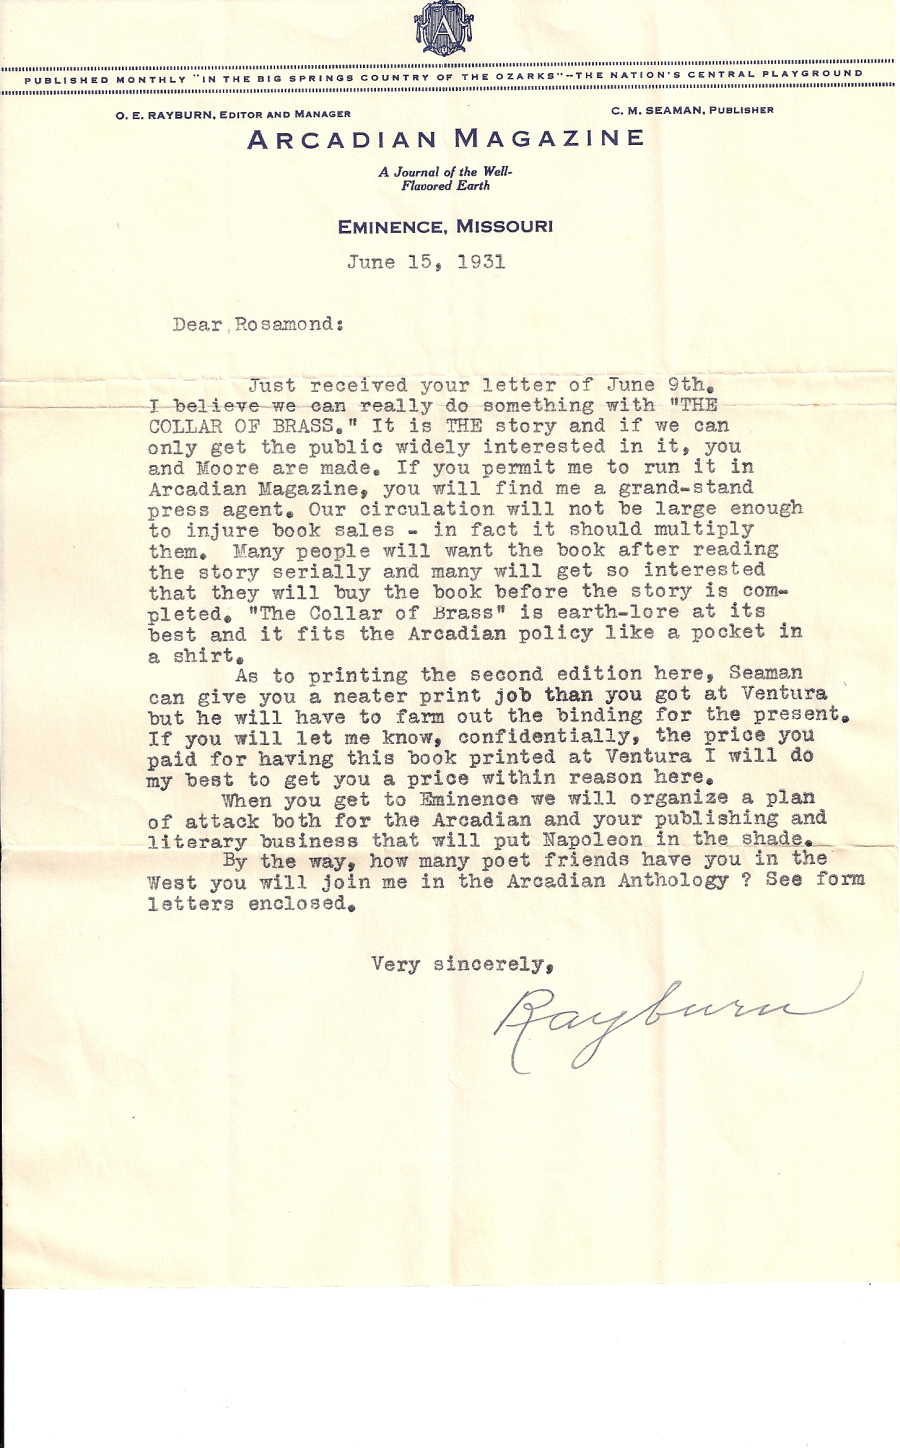 A
PUBLISHED MONTHLY "IN THE BIG SPRINGS COUNTRY OF THE OZARKS"--THE NATION'S CENTRAL PLAYGROUND
O. E. RAYBURN, EDITOR AND MANAGER
C. M. SEAMAN, PUBLISHER
ARCADIAN MAGAZINE
A Journal of the Well-
Flavored Earth
EMINENCE, MISSOURI
June 15, 1931
Dear Rosamond:
Just received your letter of June 9th.
I believe we can really do something with "THE
COLLAR OF BRASS." It is THE story and if we can
only get the public widely interested in it, you
and Moore are made. If you permit me to run it in
Arcadian Magazine, you will find me a grand-stand
press agent. Our circulation will not be large enough
to injure book sales - in fact it should multiply
them. Many people will want the book after reading
the story serially and many will get so interested
that they will buy the book before the story is com-
pleted. "The Collar of Brass" is earth-lore at its
best and it fits the Arcadian policy like a pocket in
a shirt.
As to printing the second edition here, Seaman
can give you a neater print job than you got at Ventura
but he will have to farm out the binding for the present.
If you will let me know, confidentially, the price you
paid for having this book printed at Ventura I will do
my best to get you a price within reason here.
When you get to Eminence we will organize a plan
of attack both for the Arcadian and your publishing and
literary business that will put Napoleon in the shade.
By the way, how many poet friends have you in the
West you will join me in the Arcadian Anthology ? See form
letters enclosed.
Very sincerely,
Rayburn